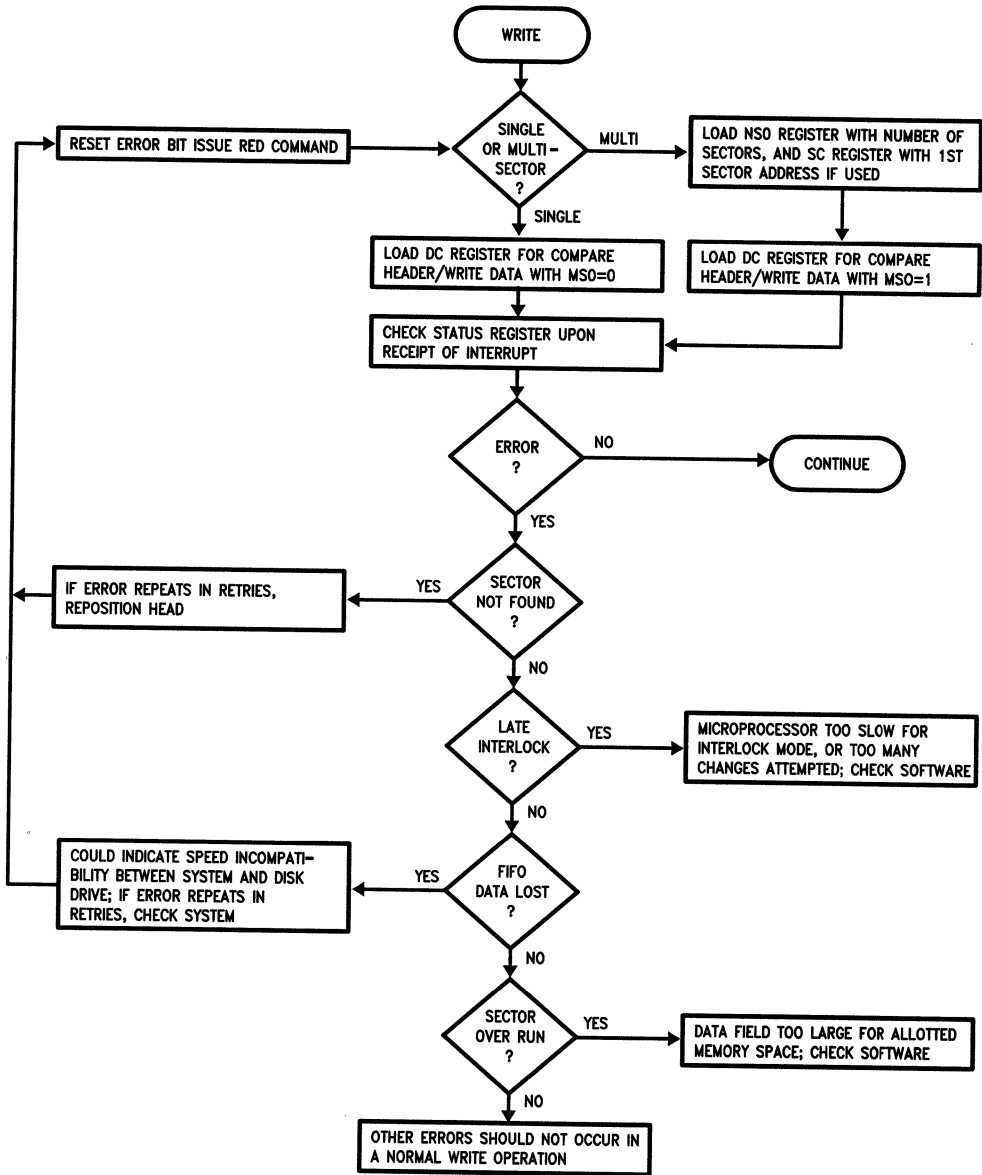 WRITE
SINGLE
OR MULTI-
SECTOR
?
MULTI
LOAD NSO REGISTER WITH NUMBER OF
SECTORS, AND SC REGISTER WITH 1ST
SECTOR ADDRESS IF USED
RESET ERROR BIT ISSUE RED COMMAND
SINGLE
LOAD DC REGISTER FOR COMPARE
HEADER/WRITE DATA WITH MSO=0
LOAD DC REGISTER FOR COMPARE
HEADER/WRITE DATA WITH MSO=1
CHECK STATUS REGISTER UPON
RECEIPT OF INTERRUPT
ERROR
?
NO
CONTINUE
YES
SECTOR
NOT FOUND
?
YES
IF ERROR REPEATS IN RETRIES,
REPOSITION HEAD
NO
LATE
INTERLOCK
?
YES
MICROPROCESSOR TOO SLOW FOR
INTERLOCK MODE, OR TOO MANY
CHANGES ATTEMPTED; CHECK SOFTWARE
NO
FIFO
DATA LOST
?
YES
COULD INDICATE SPEED INCOMPATI-
BILITY BETWEEN SYSTEM AND DISK
DRIVE; IF ERROR REPEATS IN
RETRIES, CHECK SYSTEM
NO
SECTOR
OVER RUN
?
YES
DATA FIELD TOO LARGE FOR ALLOTTED
MEMORY SPACE; CHECK SOFTWARE
NO
OTHER ERRORS SHOULD NOT OCCUR IN
A NORMAL WRITE OPERATION